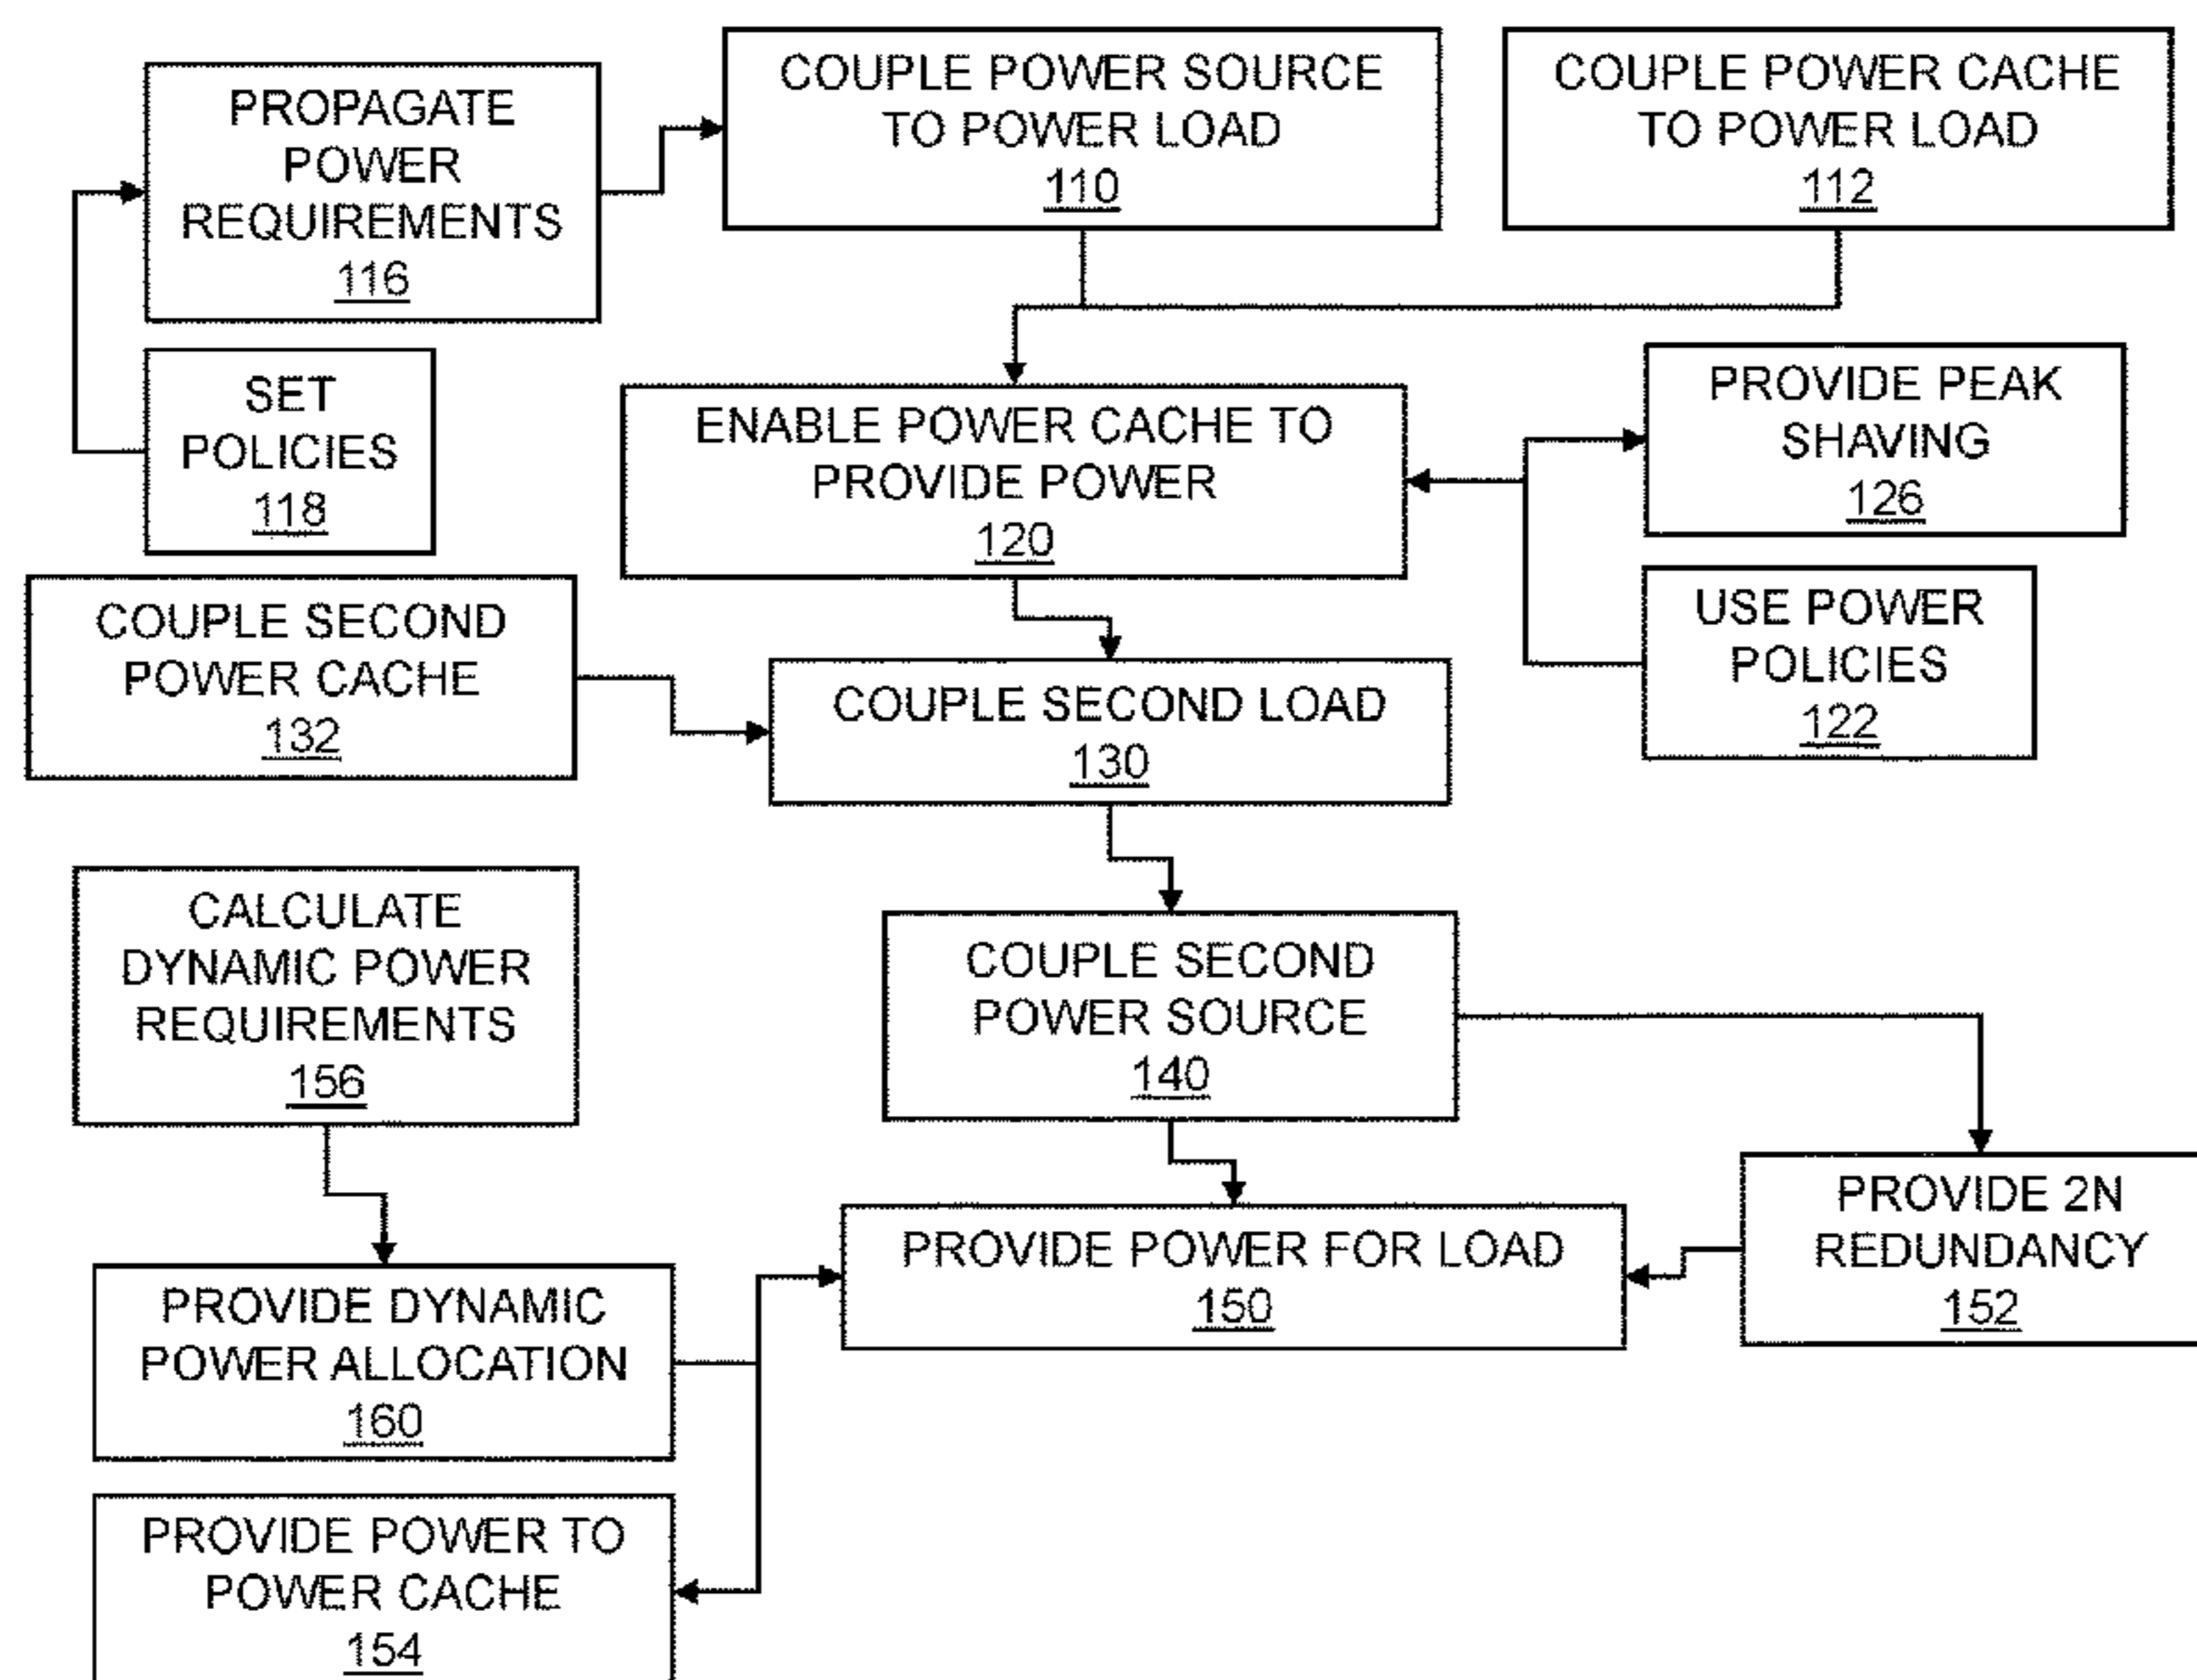 PROPAGATE
POWER
REQUIREMENTS
116
COUPLE POWER SOURCE
TO POWER LOAD
110
COUPLE POWER CACHE
TO POWER LOAD
112
SET
POLICIES
118
ENABLE POWER CACHE TO
PROVIDE POWER
120
PROVIDE PEAK
SHAVING
126
COUPLE SECOND
POWER CACHE
132
COUPLE SECOND LOAD
130
USE POWER
POLICIES
122
CALCULATE
DYNAMIC POWER
REQUIREMENTS
156
COUPLE SECOND
POWER SOURCE
140
PROVIDE DYNAMIC
POWER ALLOCATION
160
PROVIDE POWER FOR LOAD
150
PROVIDE 2N
REDUNDANCY
152
PROVIDE POWER TO
POWER CACHE
154